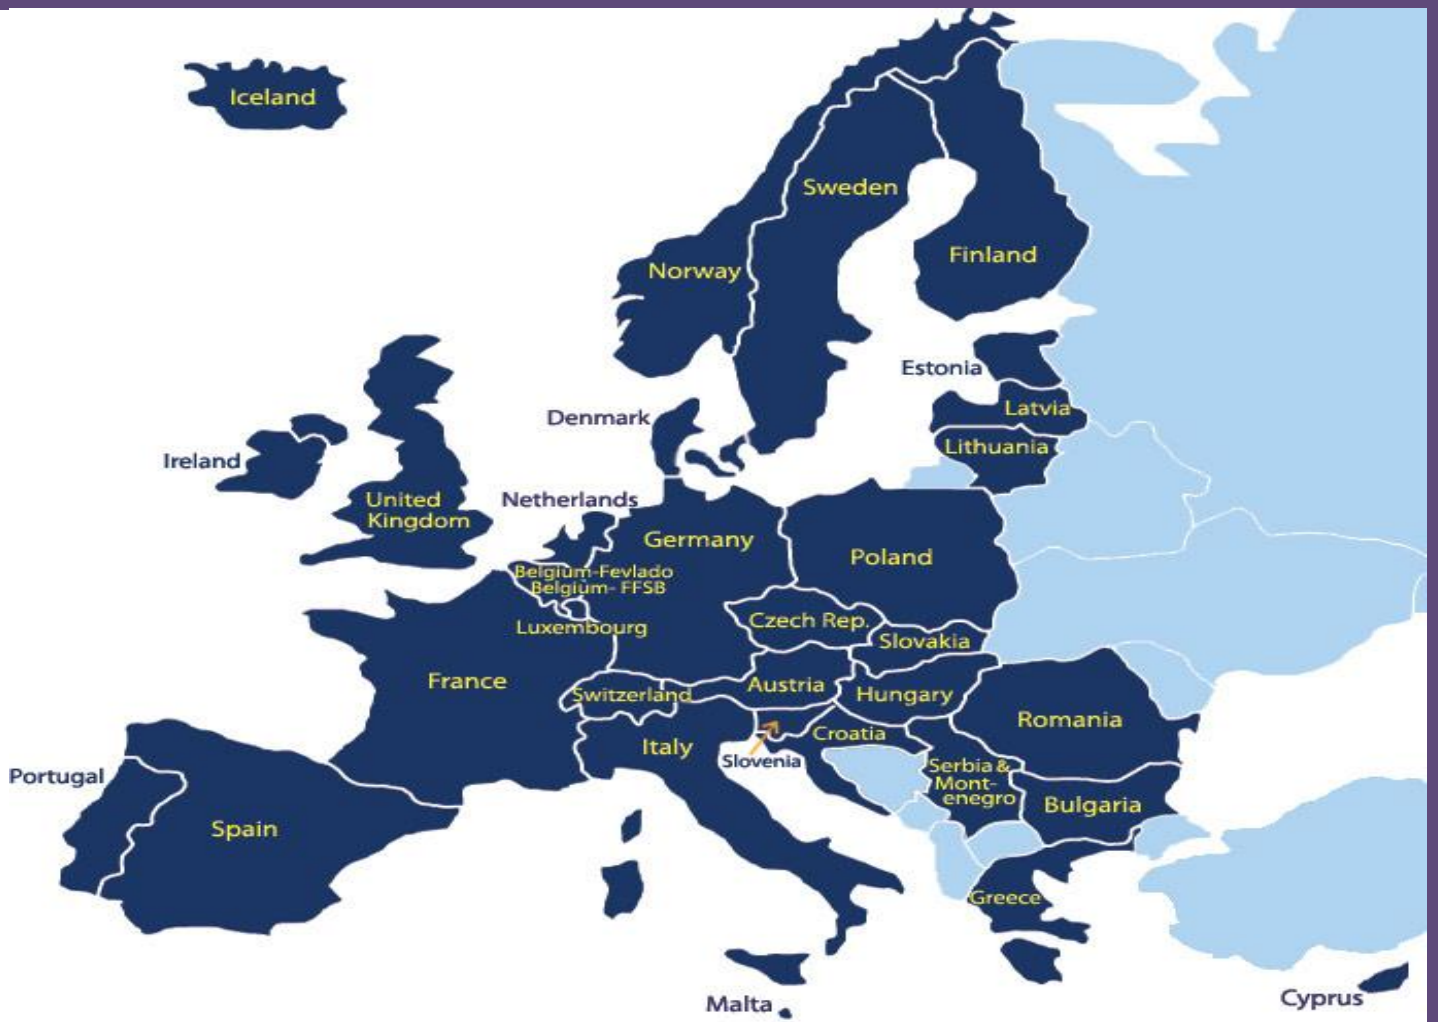 Iceland
Sweden
Finland
Norway
Estonia
Latvia
Denmark
Lithuania
Ireland
United
Kingdom
Netherlands
Germany
Poland
Belgium-Fevlado
Belgium- FFSB
Luxembourg
Czech Rep.
Slovakia
France
Switzerland
Austria
Hungary
Romania
Italy
Croatia
Slovenia
Serbia &
Mont-
enegro
Bulgaria
Portugal
Spain
Greece
Malta
Cyprus